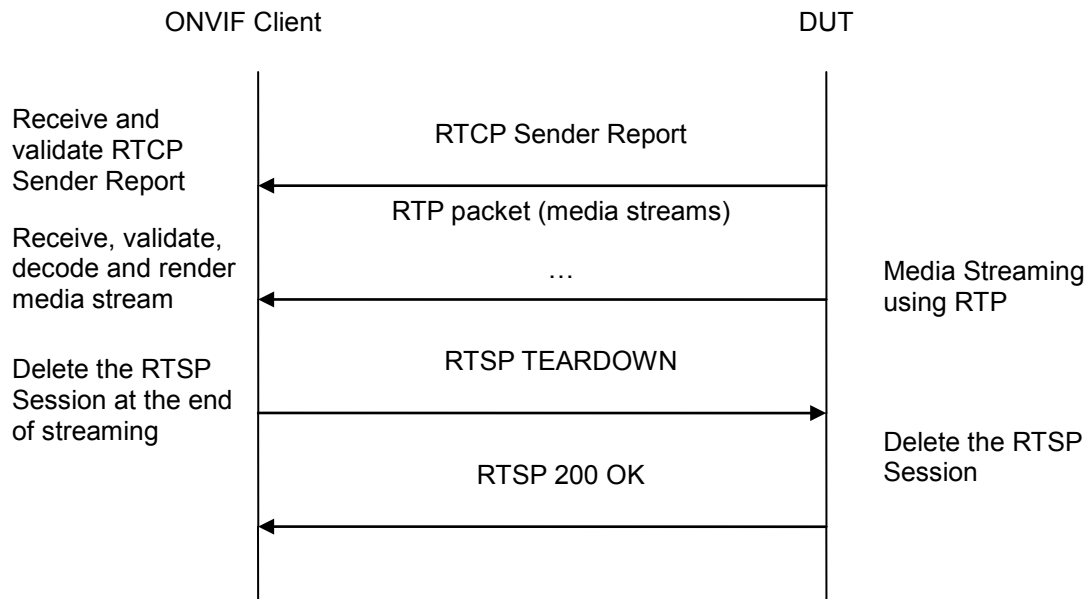 ONVIF Client
DUT
Receive and
validate RTCP
Sender Report
RTCP Sender Report
RTP packet (media streams)
Receive, validate,
decode and render
media stream
…
Media Streaming
using RTP
RTSP TEARDOWN
Delete the RTSP
Session at the end
of streaming
Delete the RTSP
Session
RTSP 200 OK